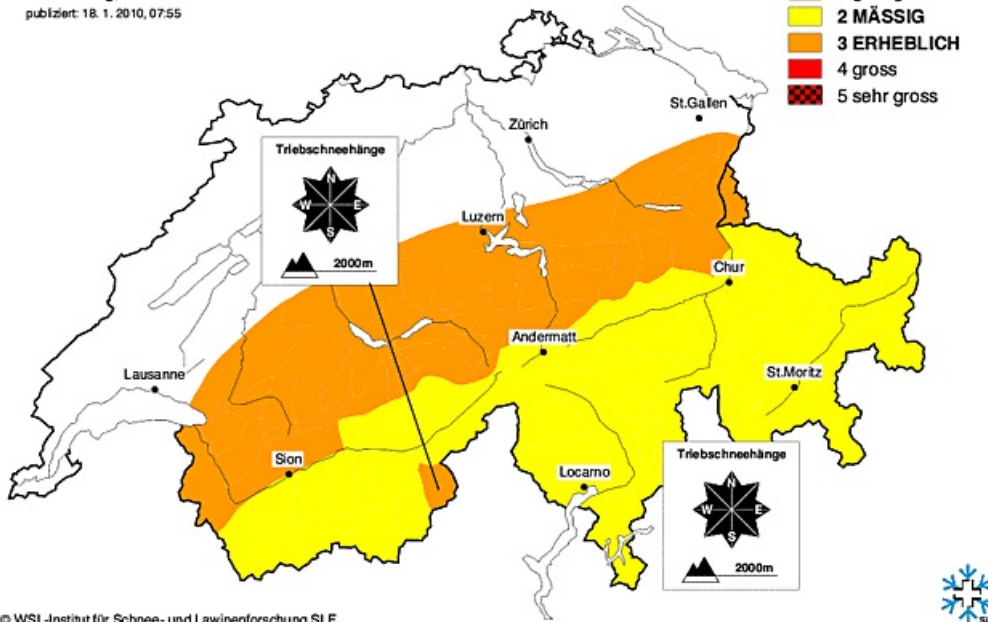 publiziert: 18. 1. 2010, 07:55
2 MÄSSIG
3 ERHEBLICH
4 gross
5 sehr gross
St.Gallen
Zürich
Triebschneehänge
N
W E
S
2000m
Luzern
Chur
Andermatt
Lausanne
St.Moritz
Sion
Locarno
Triebschneehänge
N
W E
S
2000m
© WSL-Institut für Schnee- und Lawinenforschung SLF